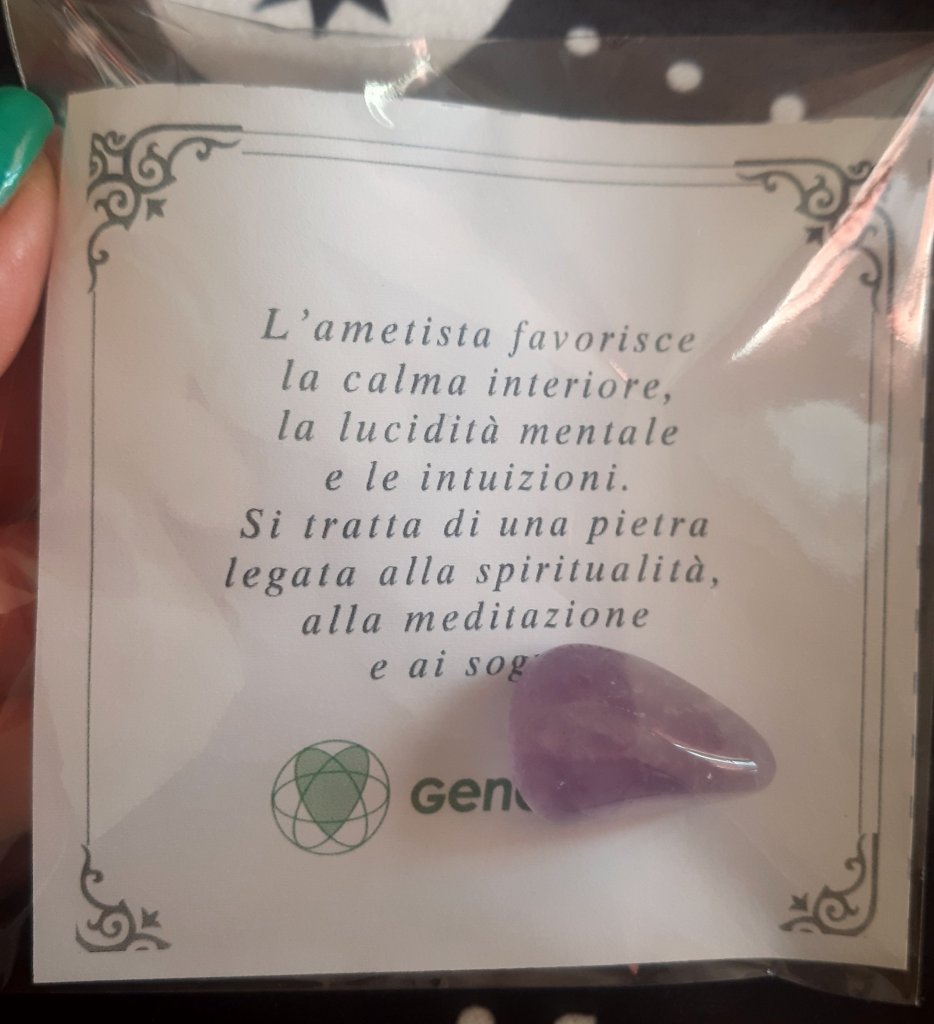 L'ametista favorisce
la calma interiore,
la lucidità mentale
e le intuizioni.
Si tratta di una pietra
legata alla spiritualità,
alla meditazione
e ai